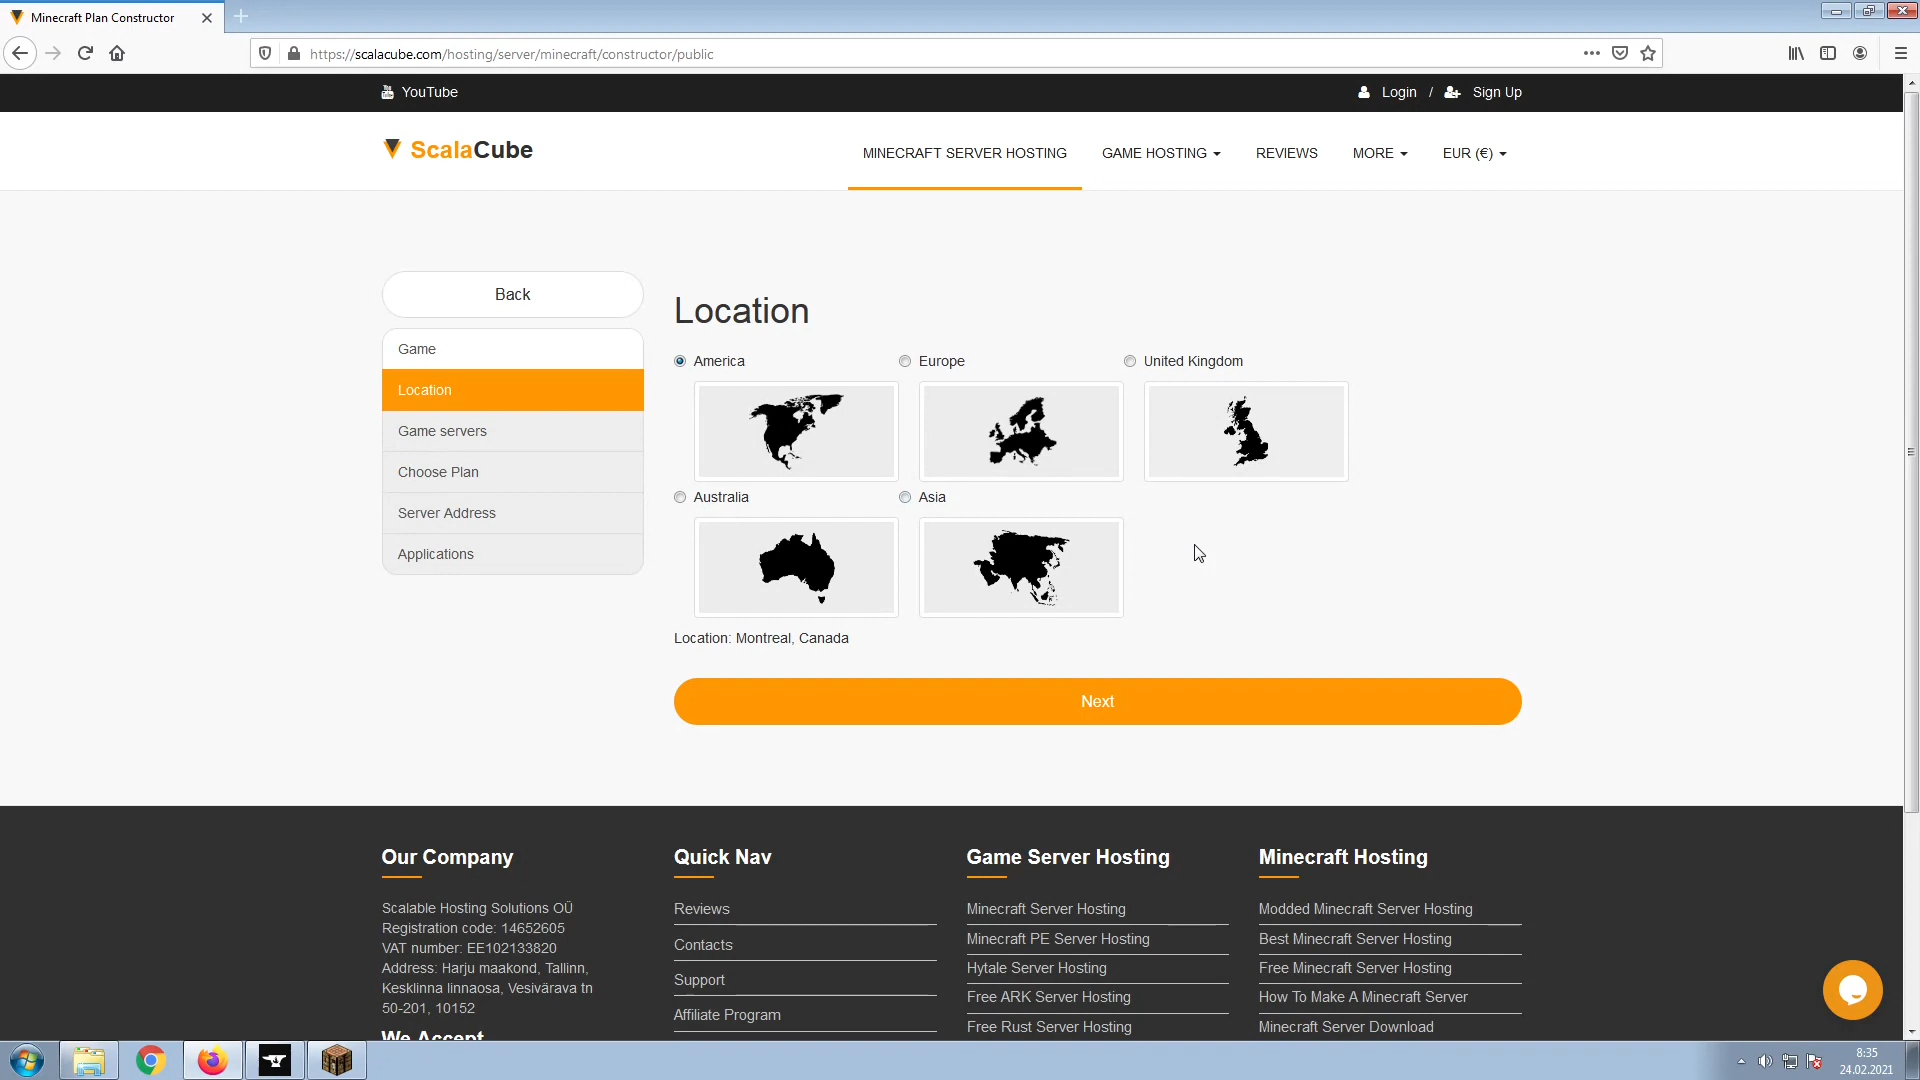 Minecraft Plan Constructor
https://scalacube.com/hosting/server/minecraft/constructor/public
YouTube
Login / Sign Up
ScalaCube
MINECRAFT SERVER HOSTING
GAME HOSTING
REVIEWS
MORE
EUR (€)
Back
Game
Location
Game servers
Choose Plan
Server Address
Applications
Location
America
Europe
United Kingdom
Australia
Asia
Location: Montreal, Canada
Next
Our Company
Scalable Hosting Solutions OÜ
Registration code: 14652605
VAT number: EE102133820
Address: Harju maakond, Tallinn,
Kesklinna linnaosa, Vesivärava tn
50-201, 10152
We Accept
Quick Nav
Reviews
Contacts
Support
Affiliate Program
Game Server Hosting
Minecraft Server Hosting
Minecraft PE Server Hosting
Hytale Server Hosting
Free ARK Server Hosting
Free Rust Server Hosting
Minecraft Hosting
Modded Minecraft Server Hosting
Best Minecraft Server Hosting
Free Minecraft Server Hosting
How To Make A Minecraft Server
Minecraft Server Download
8:35
24.02.2021